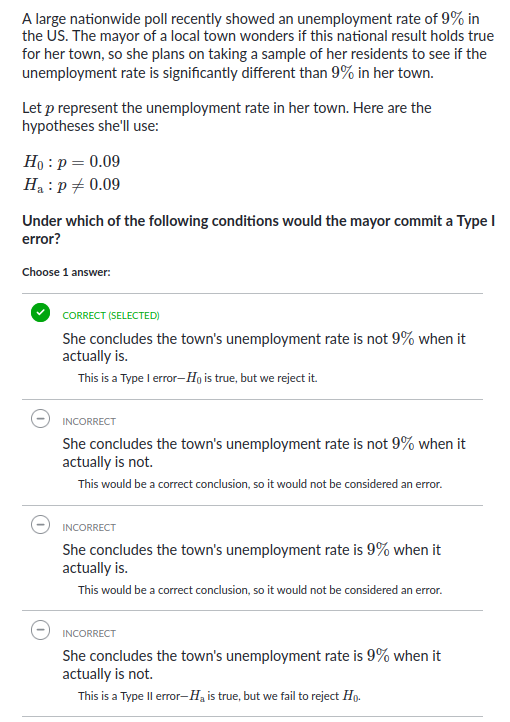 A large nationwide poll recently showed an unemployment rate of 9% in
the US. The mayor of a local town wonders if this national result holds true
for her town, so she plans on taking a sample of her residents to see if the
unemployment rate is significantly different than 9% in her town.
Let p represent the unemployment rate in her town. Here are the
hypotheses she'll use:
H₀ : p = 0.09
Hₐ : p ≠ 0.09
Under which of the following conditions would the mayor commit a Type I
error?
Choose 1 answer:
CORRECT (SELECTED)
She concludes the town's unemployment rate is not 9% when it
actually is.
This is a Type I error–H₀ is true, but we reject it.
INCORRECT
She concludes the town's unemployment rate is not 9% when it
actually is not.
This would be a correct conclusion, so it would not be considered an error.
INCORRECT
She concludes the town's unemployment rate is 9% when it
actually is.
This would be a correct conclusion, so it would not be considered an error.
INCORRECT
She concludes the town's unemployment rate is 9% when it
actually is not.
This is a Type II error–Hₐ is true, but we fail to reject H₀.